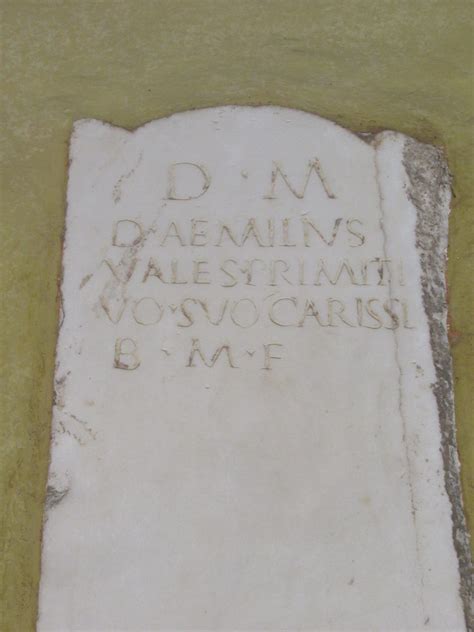 D · M
D · AEMILIVS
VALES · PRIMITI
VO · SVO CARISSI
B · M · F